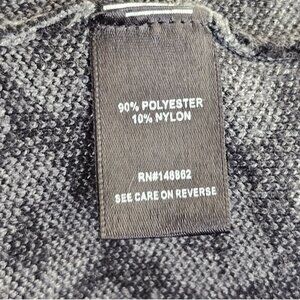 90% POLYESTER
10% NYLON
RN#148862
SEE CARE ON REVERSE